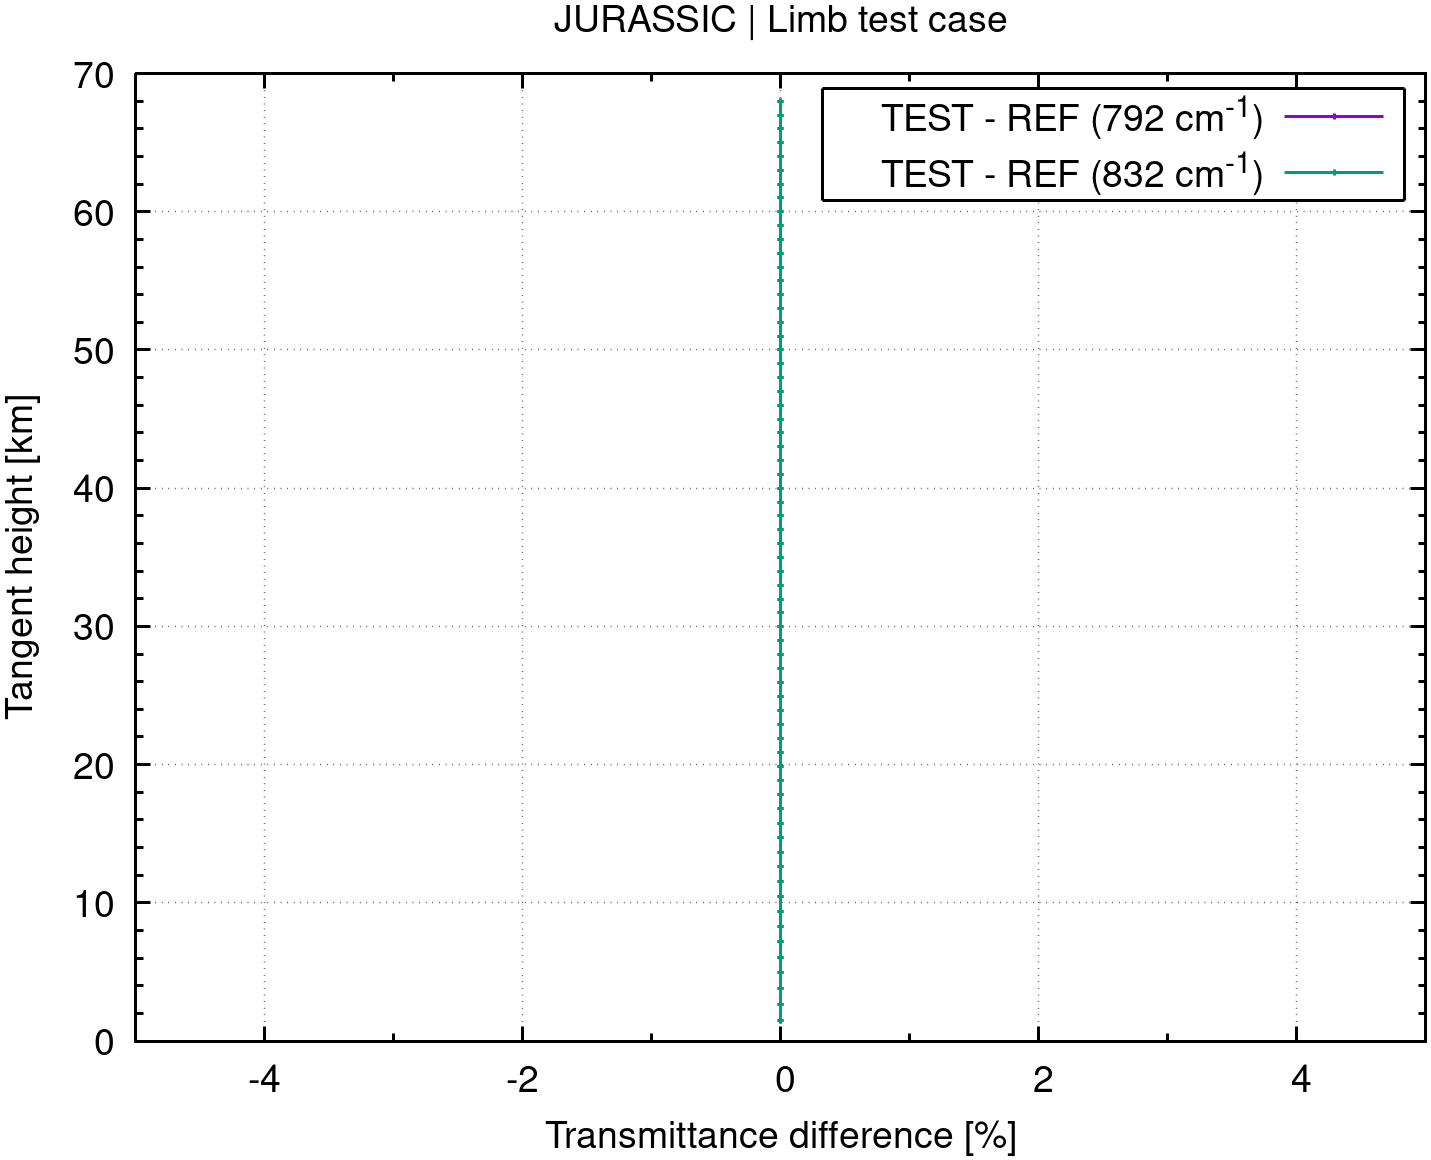 JURASSIC | Limb test case
TEST - REF (792 cm⁻¹)
TEST - REF (832 cm⁻¹)
70
60
50
40
30
20
10
0
Tangent height [km]
-4 -2 0 2 4
Transmittance difference [%]